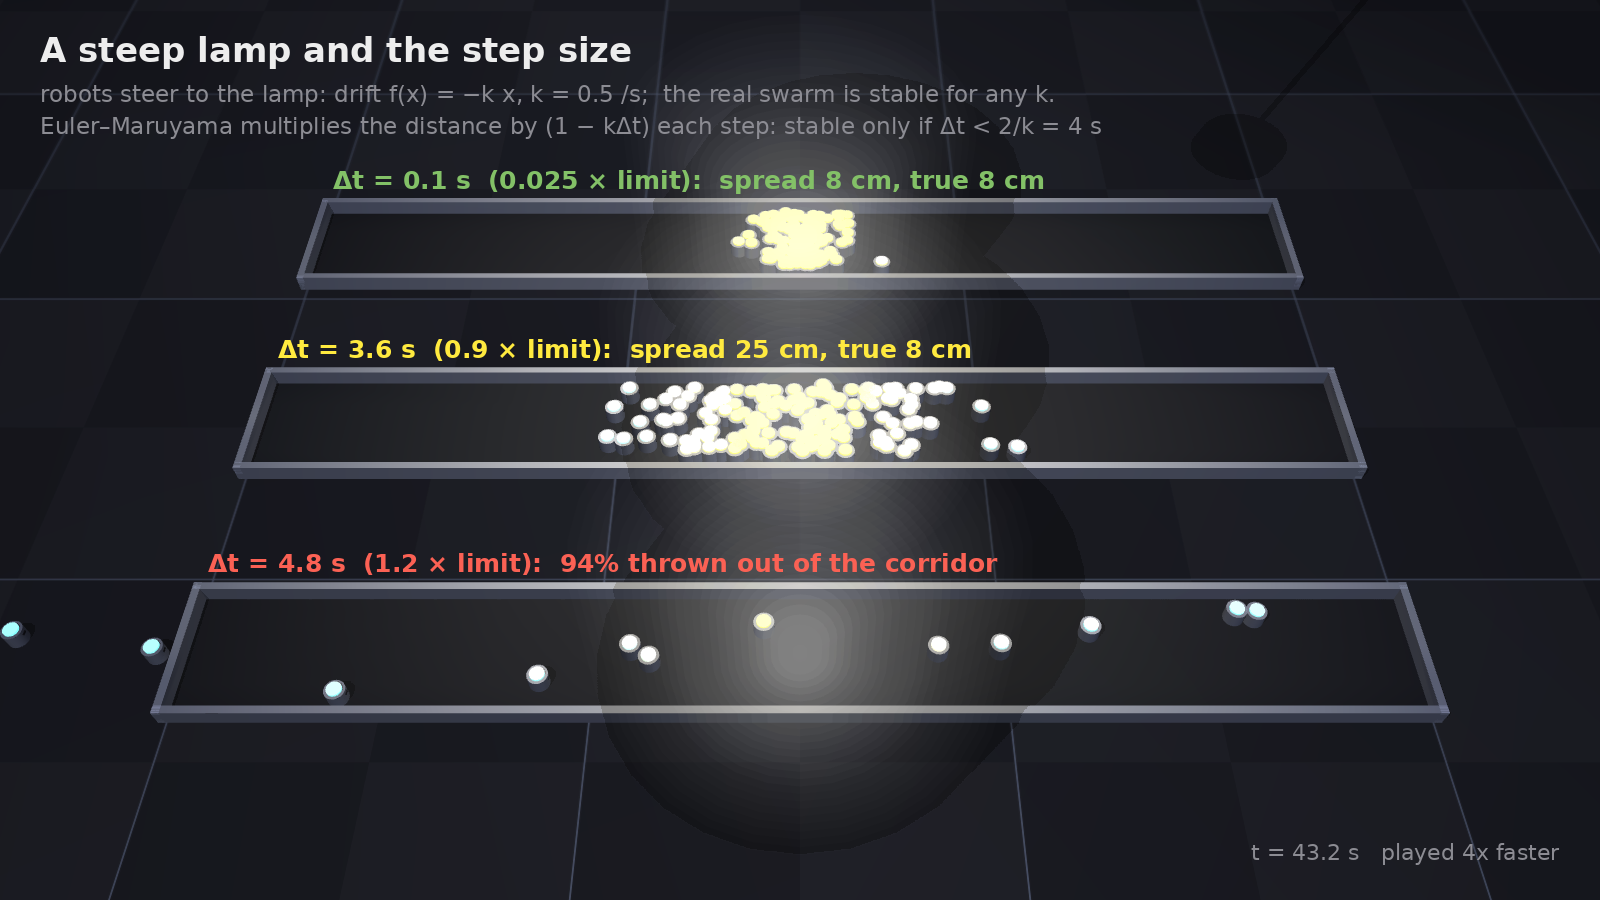 A steep lamp and the step size
robots steer to the lamp: drift f(x) = −k x, k = 0.5 /s;  the real swarm is stable for any k.
Euler–Maruyama multiplies the distance by (1 − kΔt) each step: stable only if Δt < 2/k = 4 s
Δt = 0.1 s  (0.025 × limit):  spread 8 cm, true 8 cm
Δt = 3.6 s  (0.9 × limit):  spread 25 cm, true 8 cm
Δt = 4.8 s  (1.2 × limit):  94% thrown out of the corridor
t = 43.2 s   played 4x faster